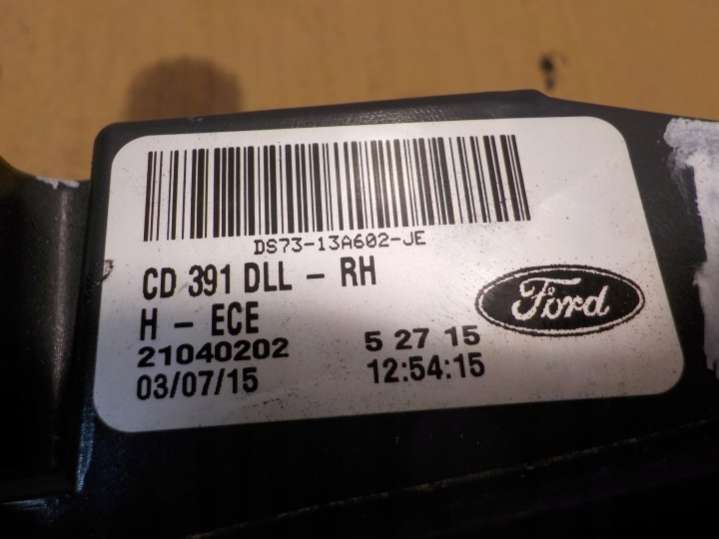 DS73-13A602-JE
CD 391 DLL - RH
H - ECE
Ford
21040202 5 27 15
03/07/15 12:54:15